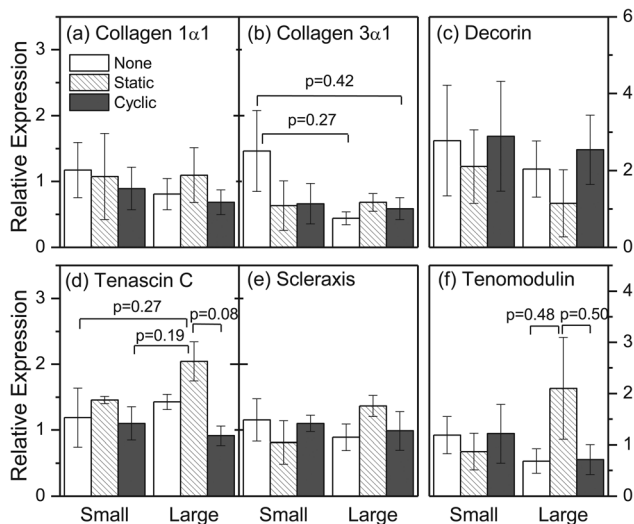 (a) Collagen 1α1
(b) Collagen 3α1
(c) Decorin
None
Static
Cyclic
p=0.42
p=0.27
Relative Expression
3
2
1
0
6
4
2
0
(d) Tenascin C
(e) Scleraxis
(f) Tenomodulin
p=0.27
p=0.08
p=0.19
p=0.48
p=0.50
Relative Expression
3
2
1
0
4
3
2
1
0
Small Large
Small Large
Small Large